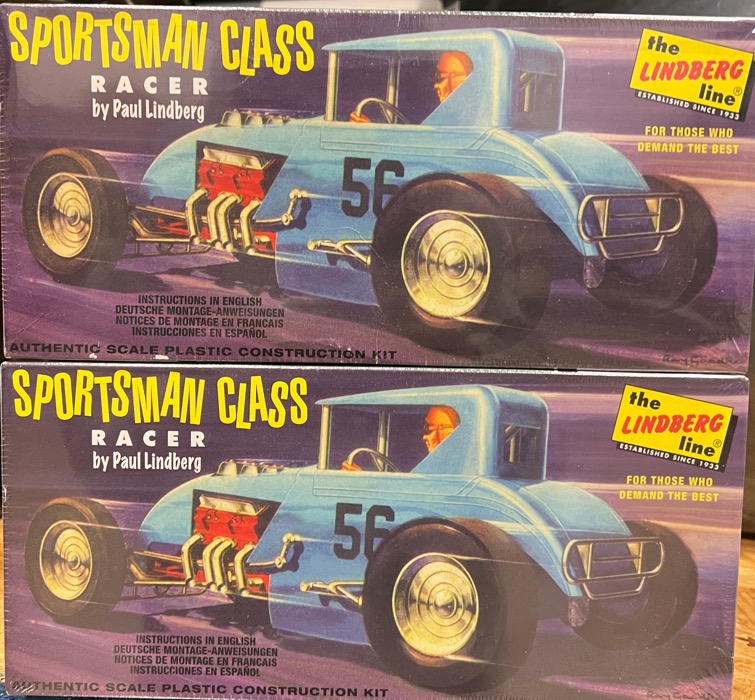 SPORTSMAN CLASS
RACER
by Paul Lindberg
the
LINDBERG
line®
ESTABLISHED SINCE 1933
FOR THOSE WHO
DEMAND THE BEST
56
INSTRUCTIONS IN ENGLISH
DEUTSCHE MONTAGE-ANWEISUNGEN
NOTICES DE MONTAGE EN FRANCAIS
INSTRUCCIONES EN ESPAÑOL
AUTHENTIC SCALE PLASTIC CONSTRUCTION KIT
SPORTSMAN CLASS
RACER
by Paul Lindberg
the
LINDBERG
line®
ESTABLISHED SINCE 1933
FOR THOSE WHO
DEMAND THE BEST
56
INSTRUCTIONS IN ENGLISH
DEUTSCHE MONTAGE-ANWEISUNGEN
NOTICES DE MONTAGE EN FRANCAIS
INSTRUCCIONES EN ESPAÑOL
AUTHENTIC SCALE PLASTIC CONSTRUCTION KIT